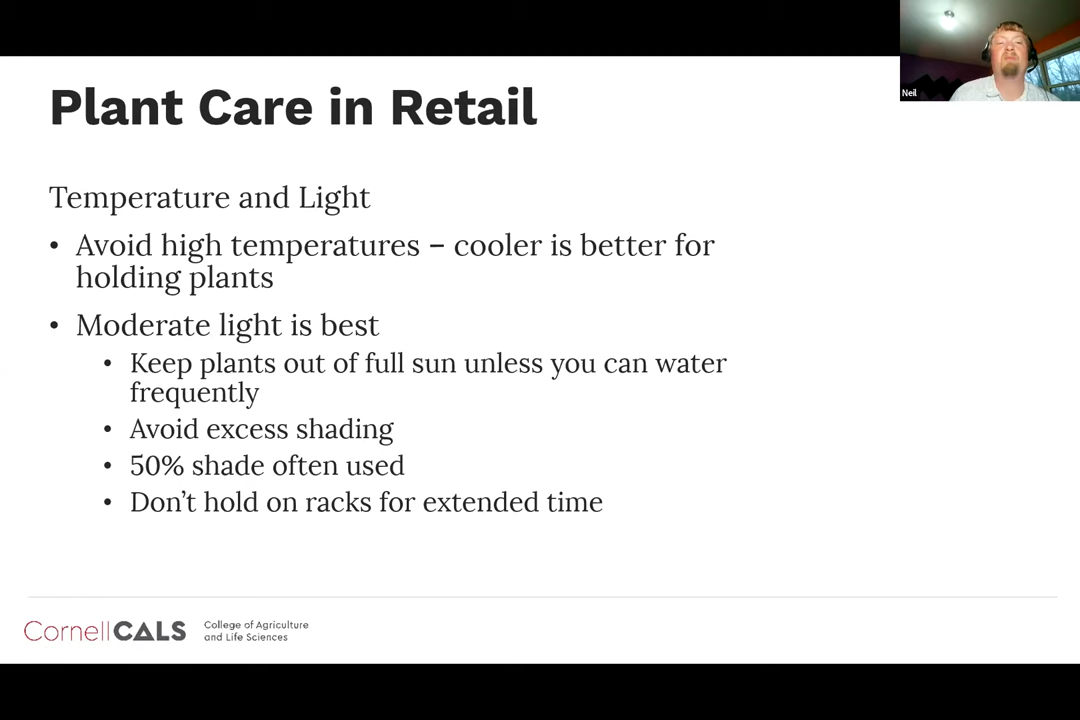 Neil
Plant Care in Retail
Temperature and Light
• Avoid high temperatures – cooler is better for
holding plants
• Moderate light is best
• Keep plants out of full sun unless you can water
frequently
• Avoid excess shading
• 50% shade often used
• Don’t hold on racks for extended time
CornellCALS
College of Agriculture
and Life Sciences